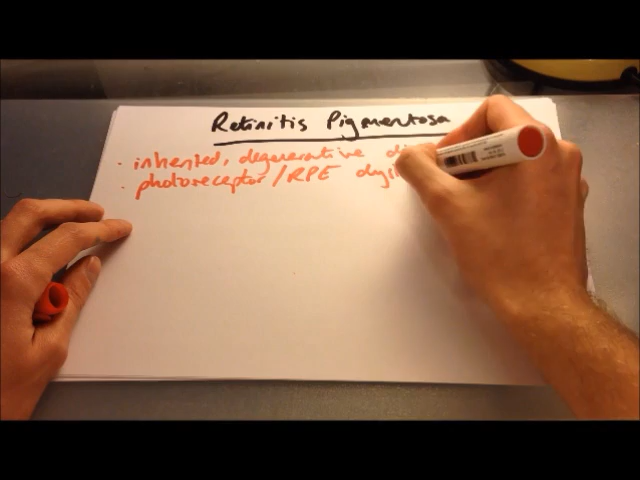 Retinitis Pigmentosa
· inherited, degenerative
· photoreceptor/RPE